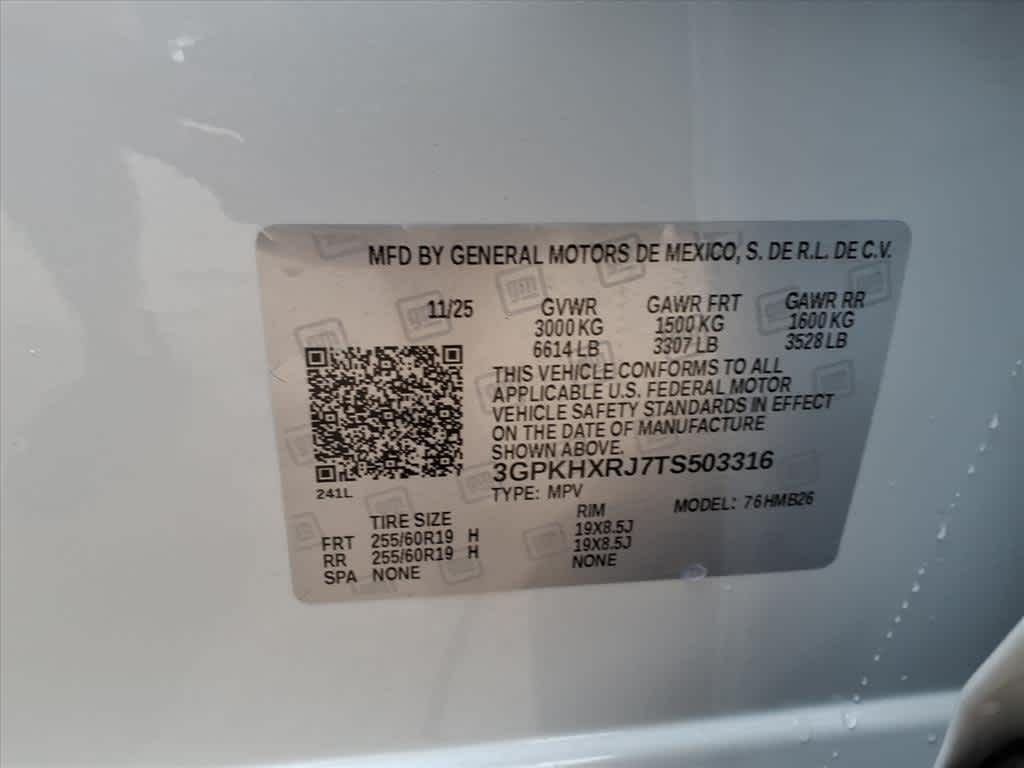 MFD BY GENERAL MOTORS DE MEXICO, S. DE R.L. DE C.V.
11/25 GVWR GAWR FRT GAWR RR
3000 KG 1500 KG 1600 KG
6614 LB 3307 LB 3528 LB
THIS VEHICLE CONFORMS TO ALL
APPLICABLE U.S. FEDERAL MOTOR
VEHICLE SAFETY STANDARDS IN EFFECT
ON THE DATE OF MANUFACTURE
SHOWN ABOVE.
3GPKHXRJ7TS503316
241L
TYPE: MPV MODEL: 76HMB26
TIRE SIZE RIM
FRT 255/60R19 H 19X8.5J
RR 255/60R19 H 19X8.5J
SPA NONE NONE